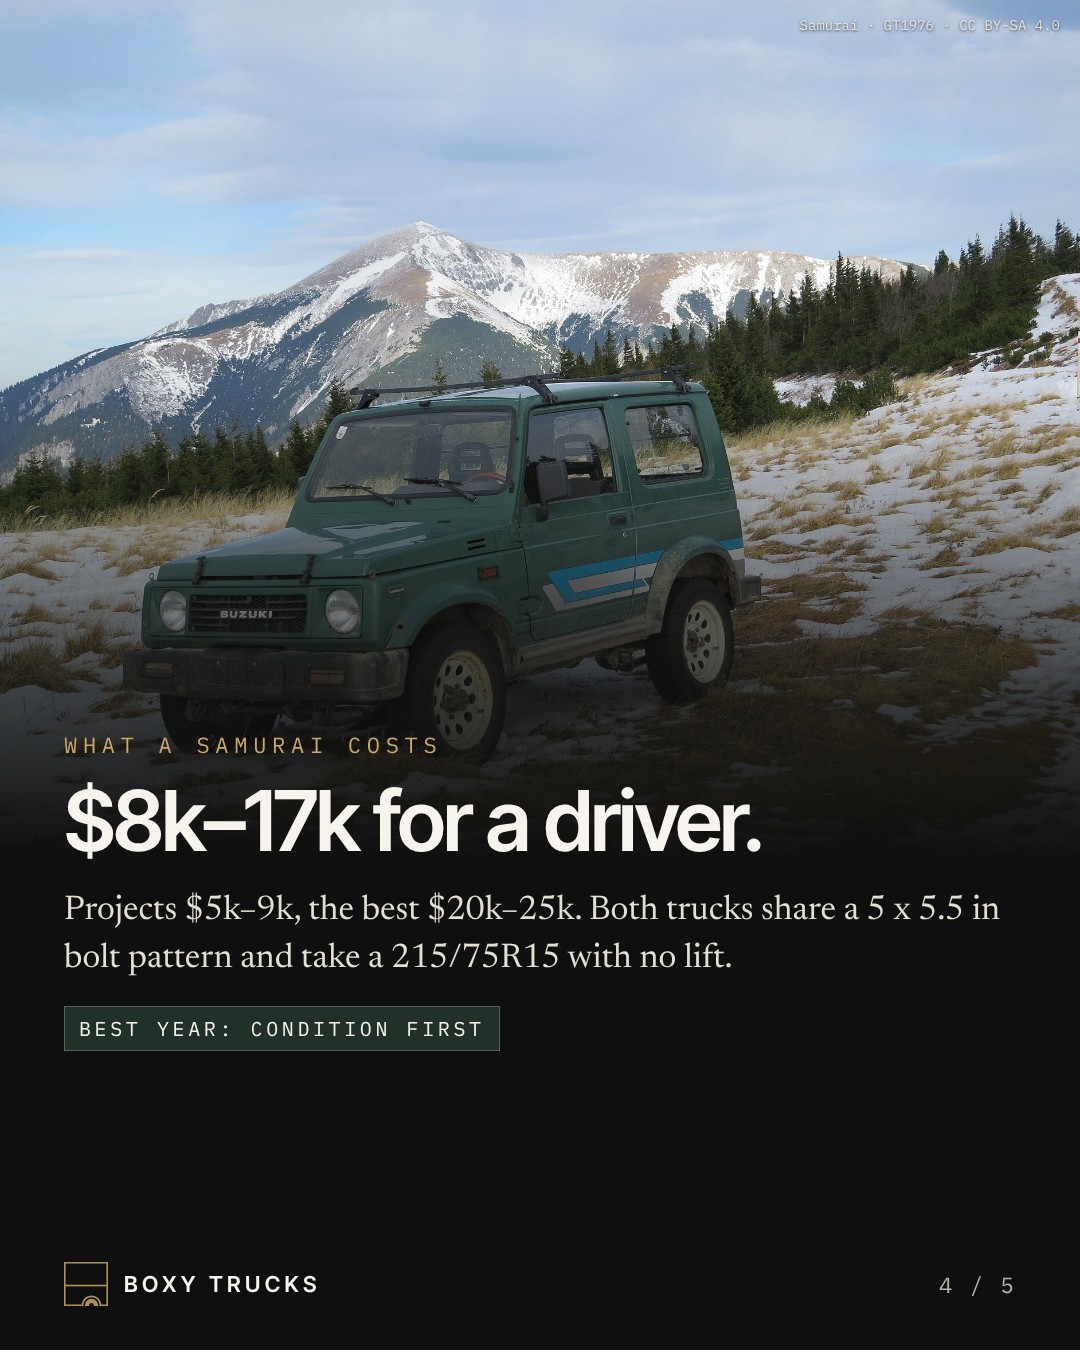 Samurai · GT1976 · CC BY-SA 4.0
SUZUKI
WHAT A SAMURAI COSTS
$8k–17k for a driver.
Projects $5k–9k, the best $20k–25k. Both trucks share a 5 x 5.5 in
bolt pattern and take a 215/75R15 with no lift.
BEST YEAR: CONDITION FIRST
BOXY TRUCKS
4 / 5